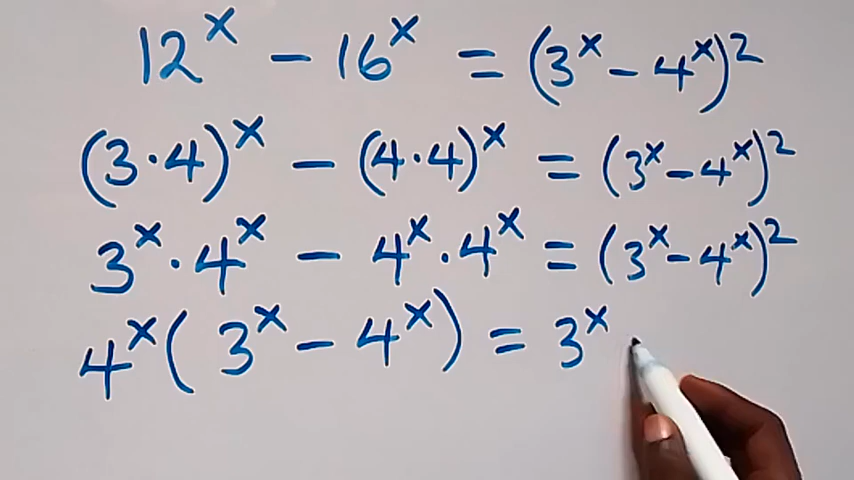 12^x - 16^x = (3^x - 4^x)^2
(3·4)^x - (4·4)^x = (3^x - 4^x)^2
3^x · 4^x - 4^x · 4^x = (3^x - 4^x)^2
4^x ( 3^x - 4^x ) = 3^x